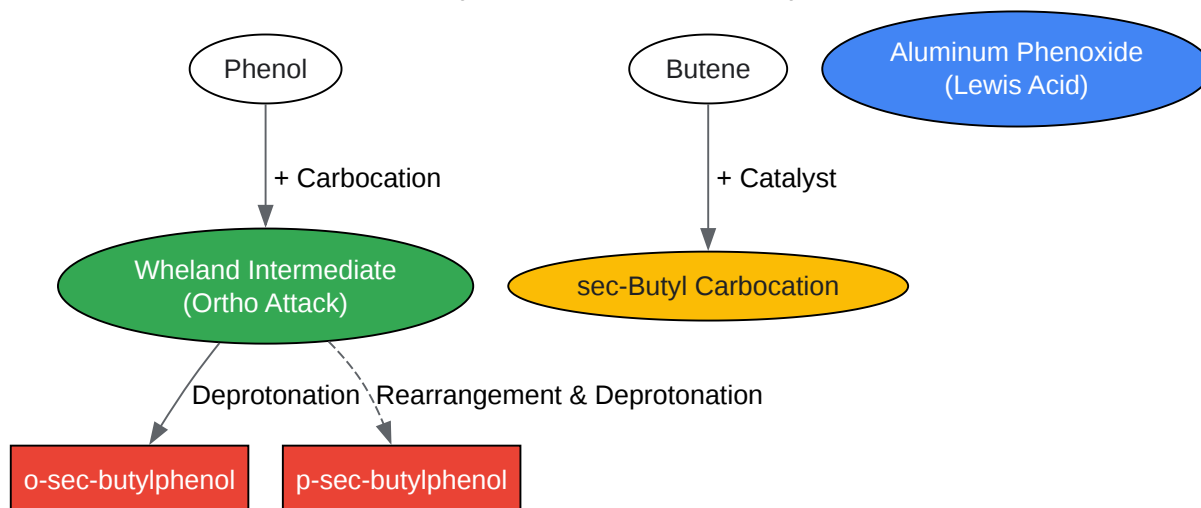 Phenol
Butene
Aluminum Phenoxide
(Lewis Acid)
+ Carbocation
+ Catalyst
Wheland Intermediate
(Ortho Attack)
sec-Butyl Carbocation
Deprotonation
Rearrangement & Deprotonation
o-sec-butylphenol
p-sec-butylphenol